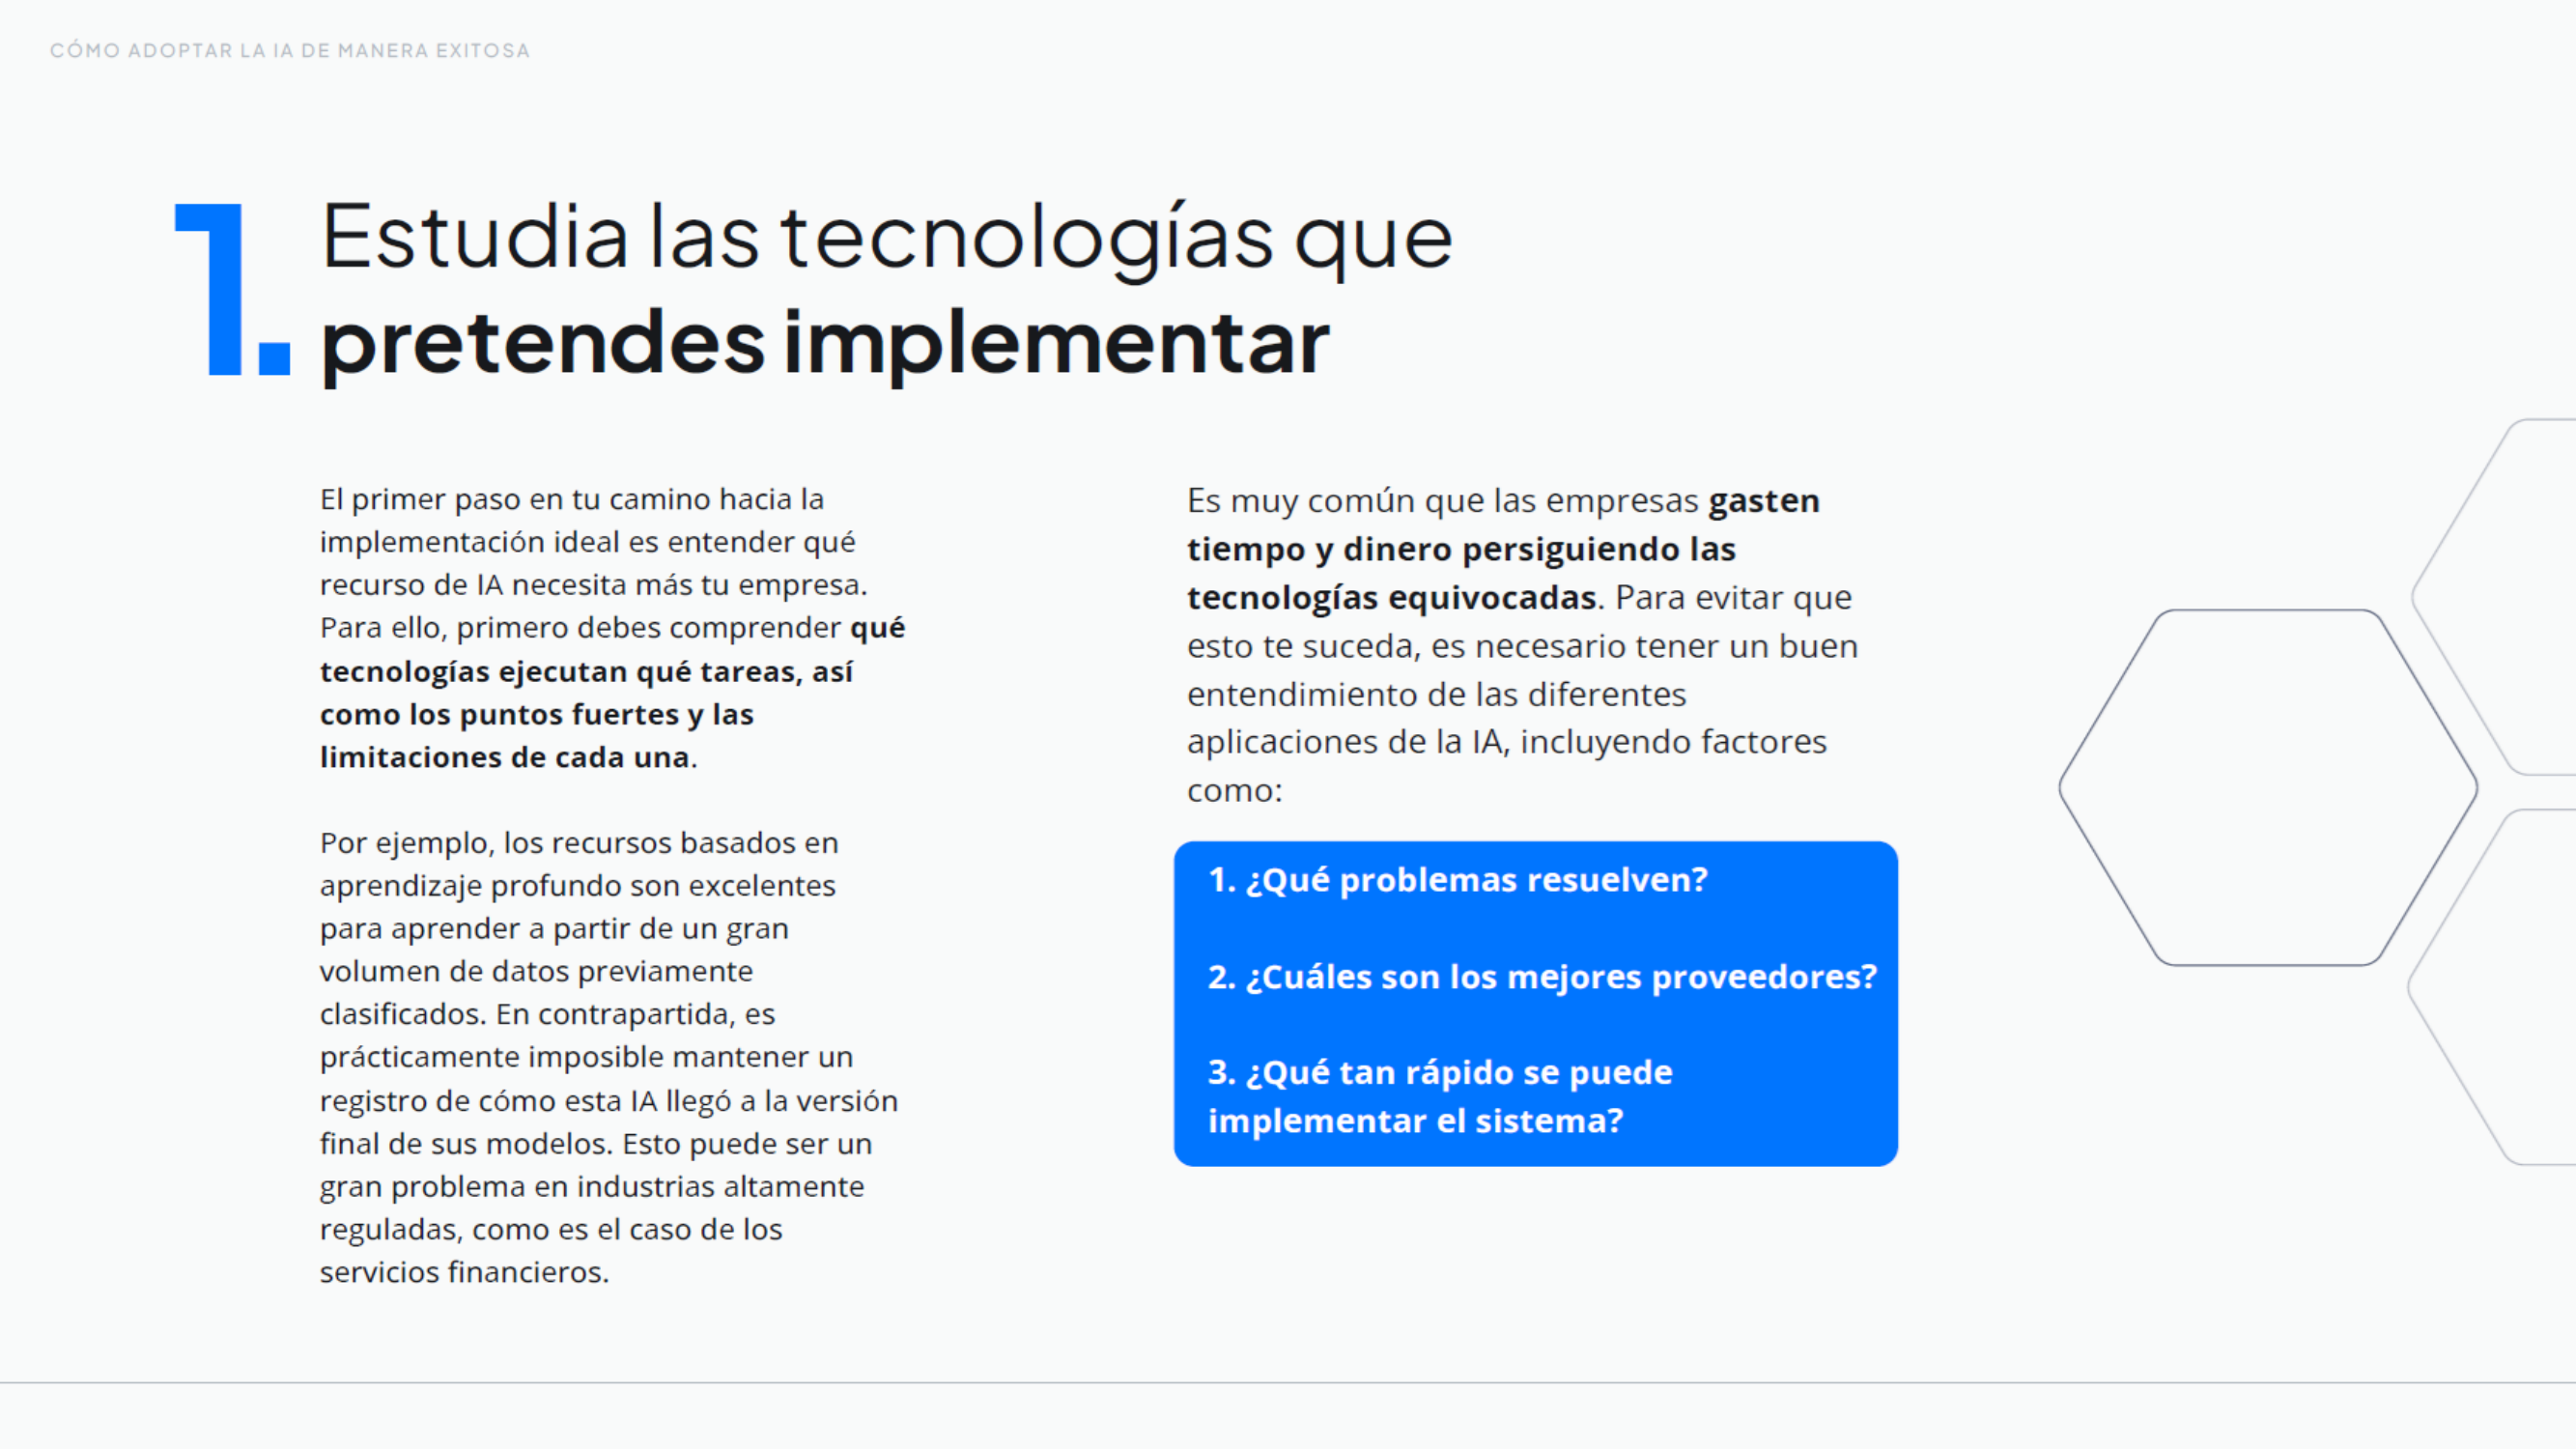 CÓMO ADOPTAR LA IA DE MANERA EXITOSA
1. Estudia las tecnologías que
pretendes implementar
El primer paso en tu camino hacia la
implementación ideal es entender qué
recurso de IA necesita más tu empresa.
Para ello, primero debes comprender qué
tecnologías ejecutan qué tareas, así
como los puntos fuertes y las
limitaciones de cada una.
Por ejemplo, los recursos basados en
aprendizaje profundo son excelentes
para aprender a partir de un gran
volumen de datos previamente
clasificados. En contrapartida, es
prácticamente imposible mantener un
registro de cómo esta IA llegó a la versión
final de sus modelos. Esto puede ser un
gran problema en industrias altamente
reguladas, como es el caso de los
servicios financieros.
Es muy común que las empresas gasten
tiempo y dinero persiguiendo las
tecnologías equivocadas. Para evitar que
esto te suceda, es necesario tener un buen
entendimiento de las diferentes
aplicaciones de la IA, incluyendo factores
como:
1. ¿Qué problemas resuelven?
2. ¿Cuáles son los mejores proveedores?
3. ¿Qué tan rápido se puede
implementar el sistema?